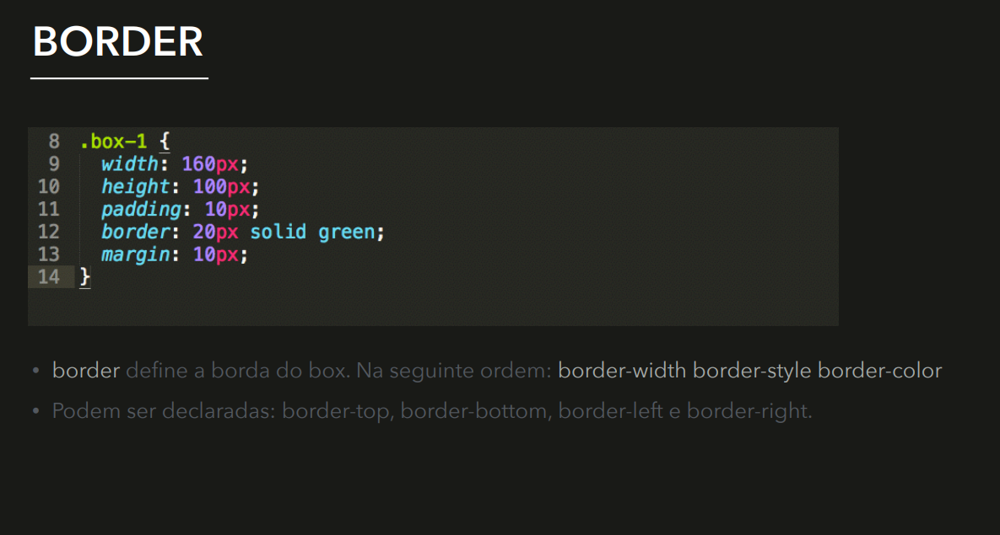 BORDER
8 .box-1 {
9 width: 160px;
10 height: 100px;
11 padding: 10px;
12 border: 20px solid green;
13 margin: 10px;
14 }
• border define a borda do box. Na seguinte ordem: border-width border-style border-color
• Podem ser declaradas: border-top, border-bottom, border-left e border-right.